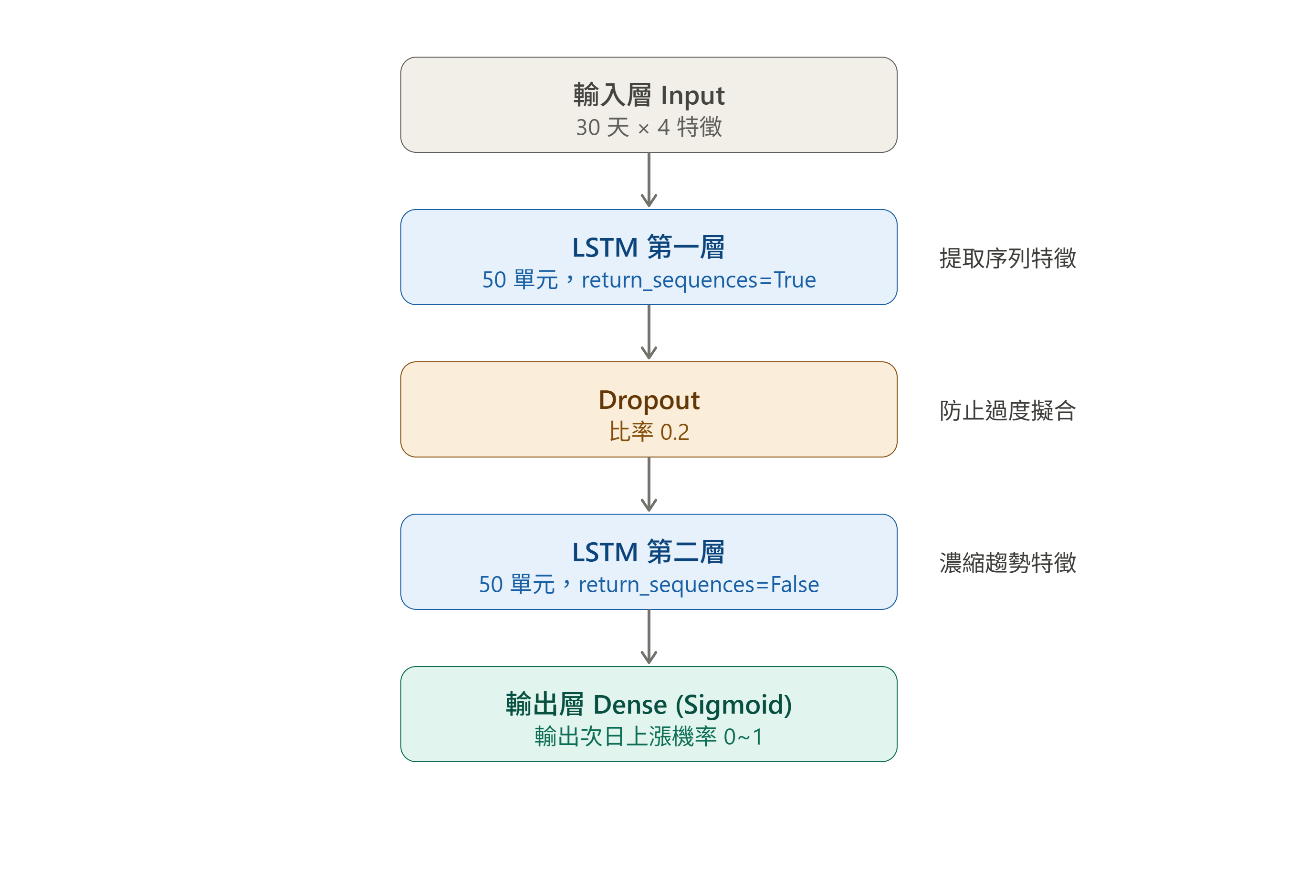 輸入層 Input
30 天 × 4 特徵
LSTM 第一層
50 單元，return_sequences=True
提取序列特徵
Dropout
比率 0.2
防止過度擬合
LSTM 第二層
50 單元，return_sequences=False
濃縮趨勢特徵
輸出層 Dense (Sigmoid)
輸出次日上漲機率 0~1